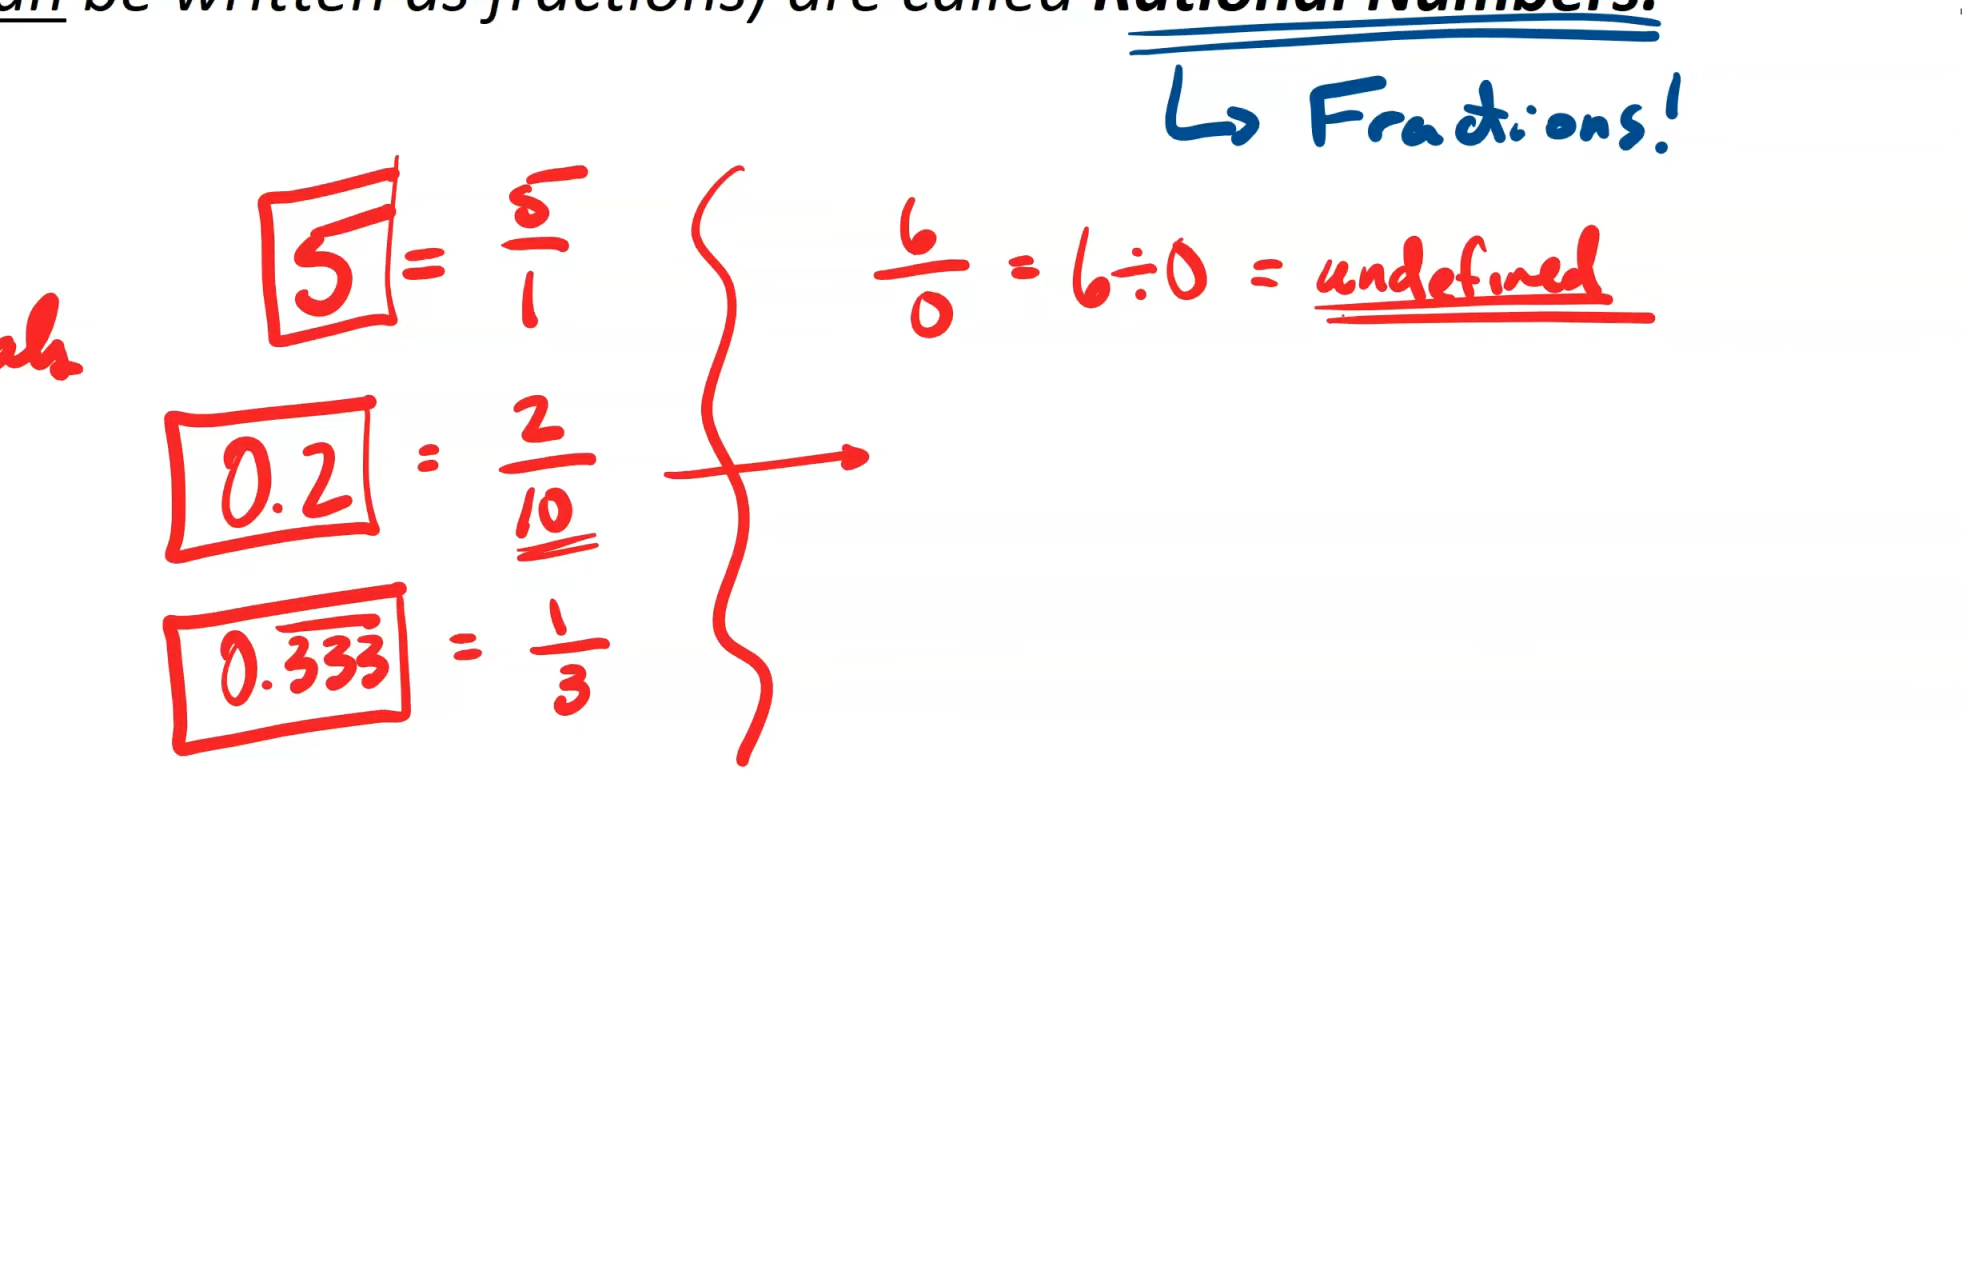 be written as fractions) are called Rational Numbers.
↳ Fractions!
5 = 5/1
6/0 = 6÷0 = undefined
0.2 = 2/10
0.333 = 1/3